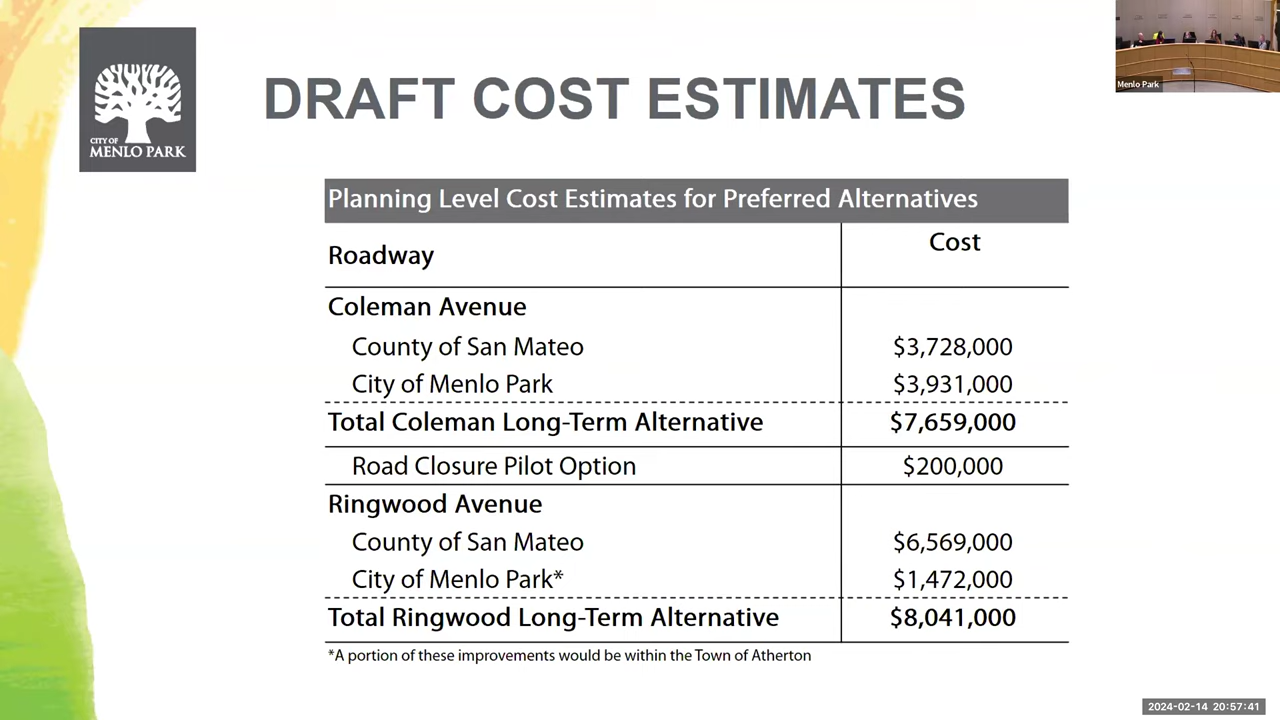 CITY OF
MENLO PARK
DRAFT COST ESTIMATES
Menlo Park
Planning Level Cost Estimates for Preferred Alternatives
Roadway Cost
Coleman Avenue
County of San Mateo $3,728,000
City of Menlo Park $3,931,000
Total Coleman Long-Term Alternative $7,659,000
Road Closure Pilot Option $200,000
Ringwood Avenue
County of San Mateo $6,569,000
City of Menlo Park* $1,472,000
Total Ringwood Long-Term Alternative $8,041,000
*A portion of these improvements would be within the Town of Atherton
2024-02-14 20:57:41